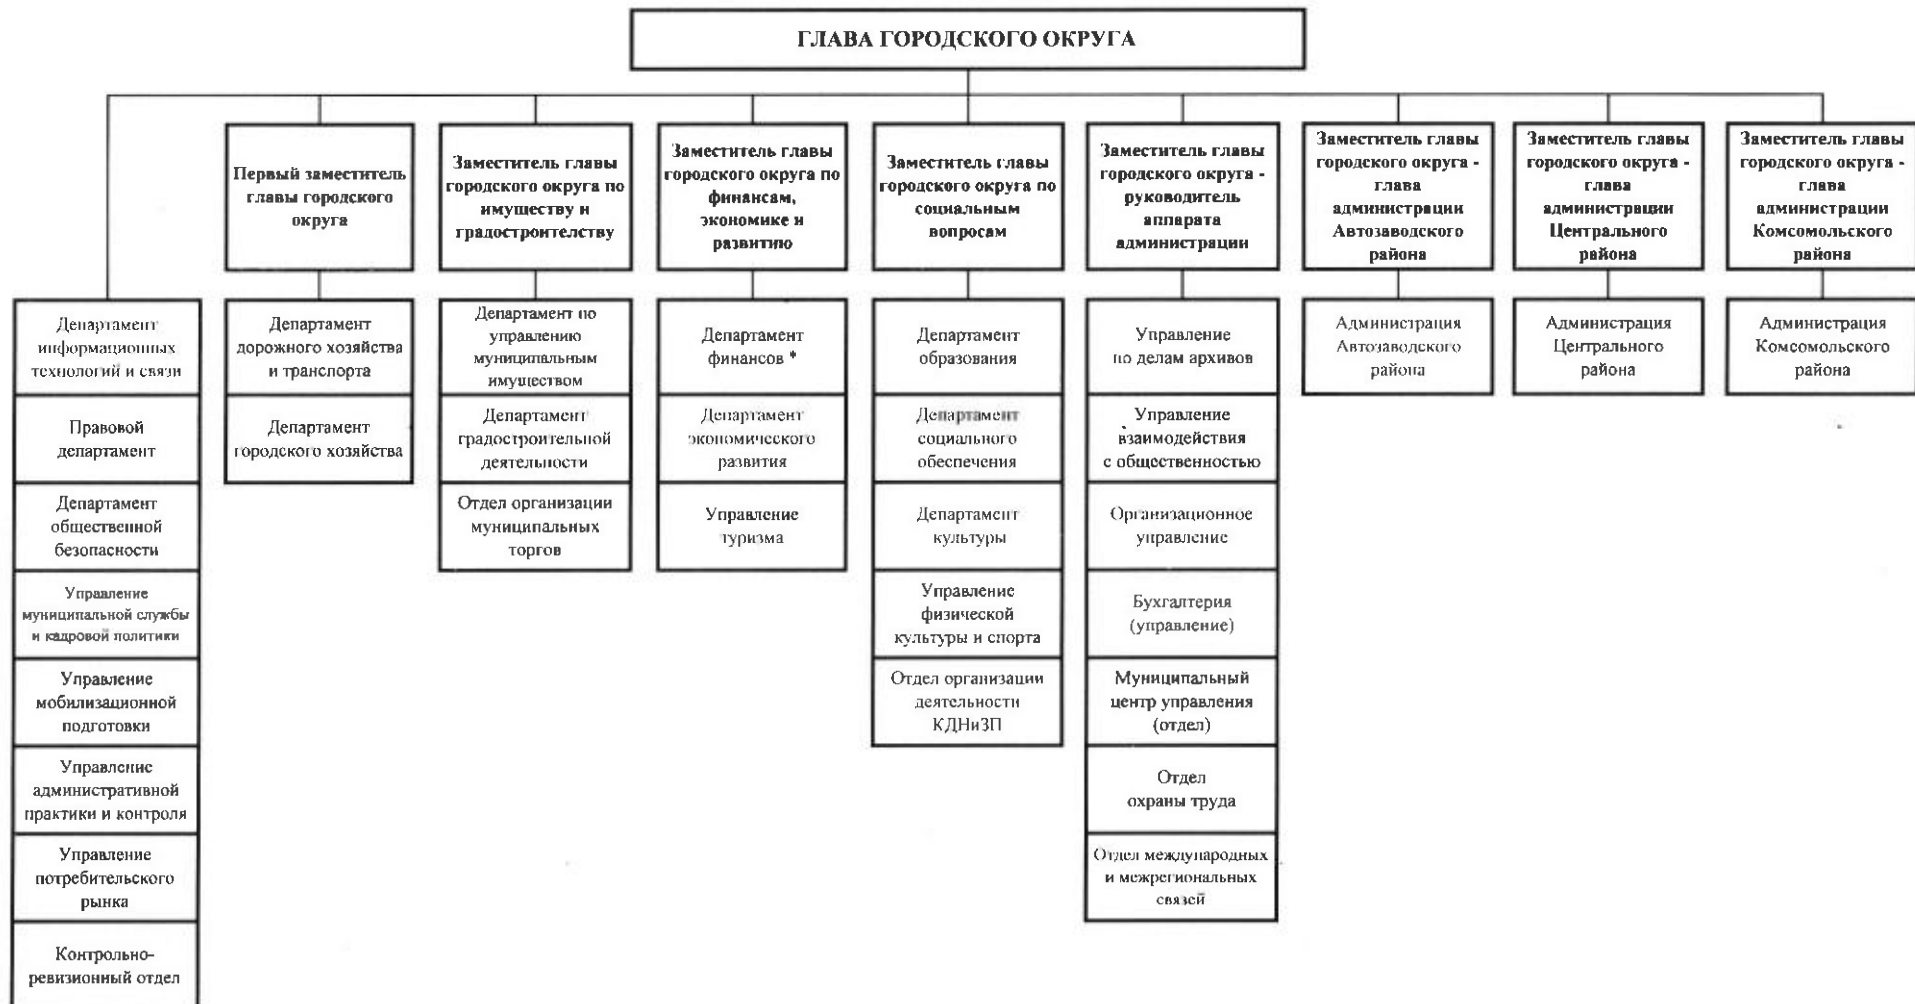 ГЛАВА ГОРОДСКОГО ОКРУГА
Первый заместитель
главы городского
округа
Заместитель главы
городского округа по
имуществу и
градостроителству
Заместитель главы
городского округа по
финансам,
экономике и
развитию
Заместитель главы
городского округа по
социальным
вопросам
Заместитель главы
городского округа -
руководитель
аппарата
администрации
Заместитель главы
городского округа -
глава
администрации
Автозаводского
района
Заместитель главы
городского округа -
глава
администрации
Центрального
района
Заместитель главы
городского округа -
глава
администрации
Комсомольского
района
Департамент
информационных
технологий и связи
Правовой
департамент
Департамент
общественной
безопасности
Управление
муниципальной службы
и кадровой политики
Управление
мобилизационной
подготовки
Управление
административной
практики и контроля
Управление
потребительского
рынка
Контрольно-
ревизионный отдел
Департамент
дорожного хозяйства
и транспорта
Департамент
городского хозяйства
Департамент по
управлению
муниципальным
имуществом
Департамент
градостроительной
деятельности
Отдел организации
муниципальных
торгов
Департамент
финансов *
Департамент
экономического
развития
Управление
туризма
Департамент
образования
Департамент
социального
обеспечения
Департамент
культуры
Управление
физической
культуры и спорта
Отдел организации
деятельности
КДНиЗП
Управление
по делам архивов
Управление
взаимодействия
с общественностью
Организационное
управление
Бухгалтерия
(управление)
Муниципальный
центр управления
(отдел)
Отдел
охраны труда
Отдел международных
и межрегиональных
связей
Администрация
Автозаводского
района
Администрация
Центрального
района
Администрация
Комсомольского
района